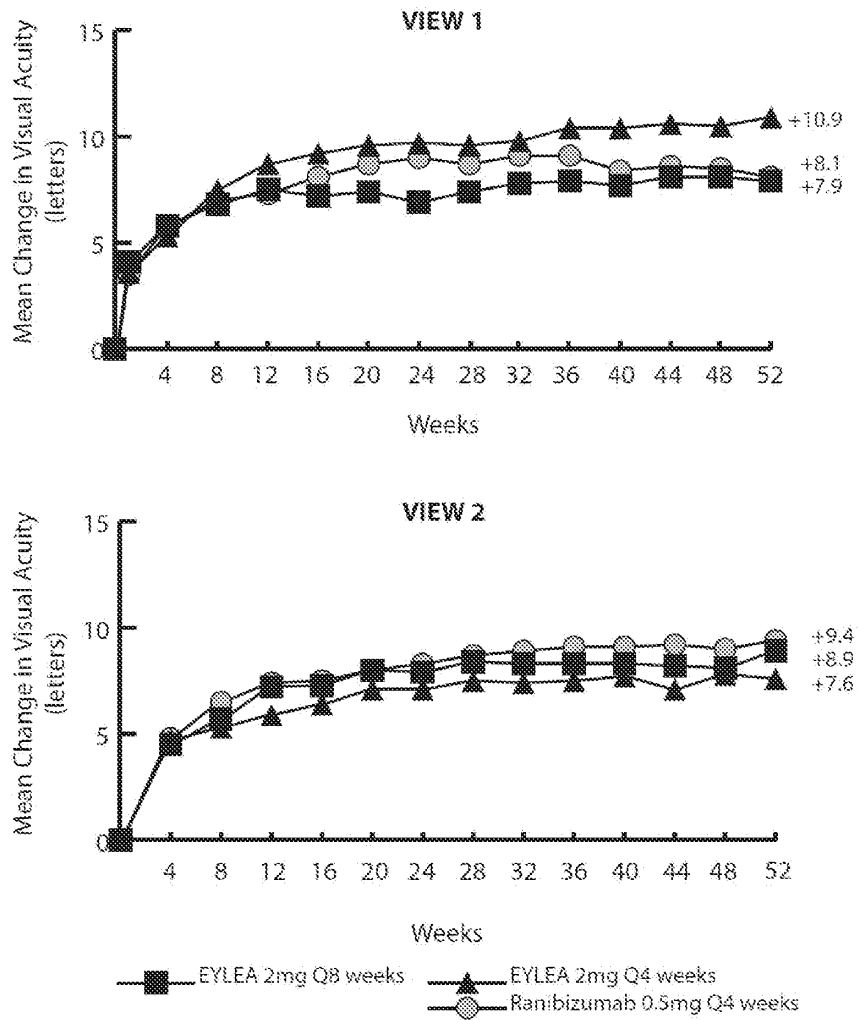 VIEW 1
Mean Change in Visual Acuity
(letters)
15
10
5
0
+10.9
+8.1
+7.9
4 8 12 16 20 24 28 32 36 40 44 48 52
Weeks
VIEW 2
Mean Change in Visual Acuity
(letters)
15
10
5
0
+9.4
+8.9
+7.6
4 8 12 16 20 24 28 32 36 40 44 48 52
Weeks
EYLEA 2mg Q8 weeks EYLEA 2mg Q4 weeks
Ranibizumab 0.5mg Q4 weeks